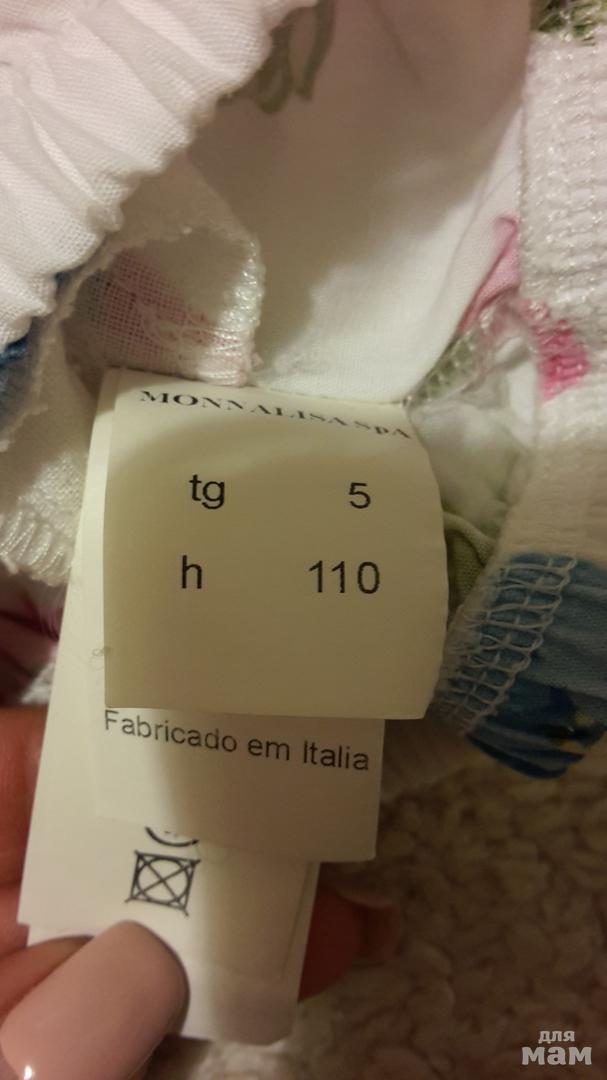 MONNALISA SpA
tg 5
h 110
Fabricado em Italia
для
мам